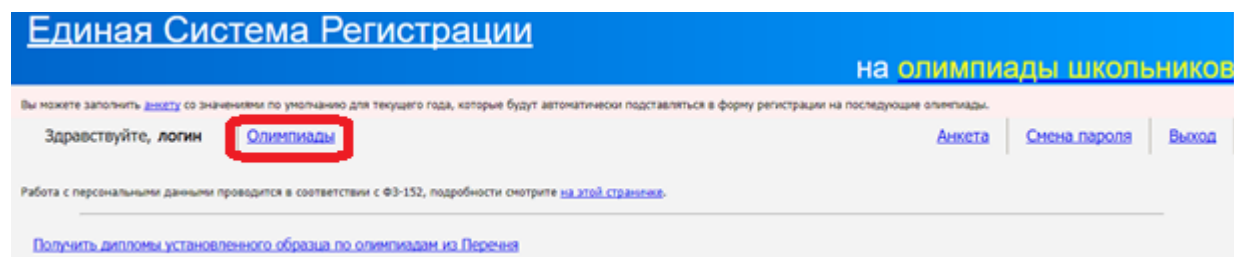 Единая Система Регистрации
на олимпиады школьников
Вы можете заполнить анкету со значениями по умолчанию для текущего года, которые будут автоматически подставляться в форму регистрации на последующие олимпиады.
Здравствуйте, логин Олимпиады Анкета Смена пароля Выход
Работа с персональными данными проводится в соответствии с ФЗ-152, подробности смотрите на этой страничке.
Получить дипломы установленного образца по олимпиадам из Перечня